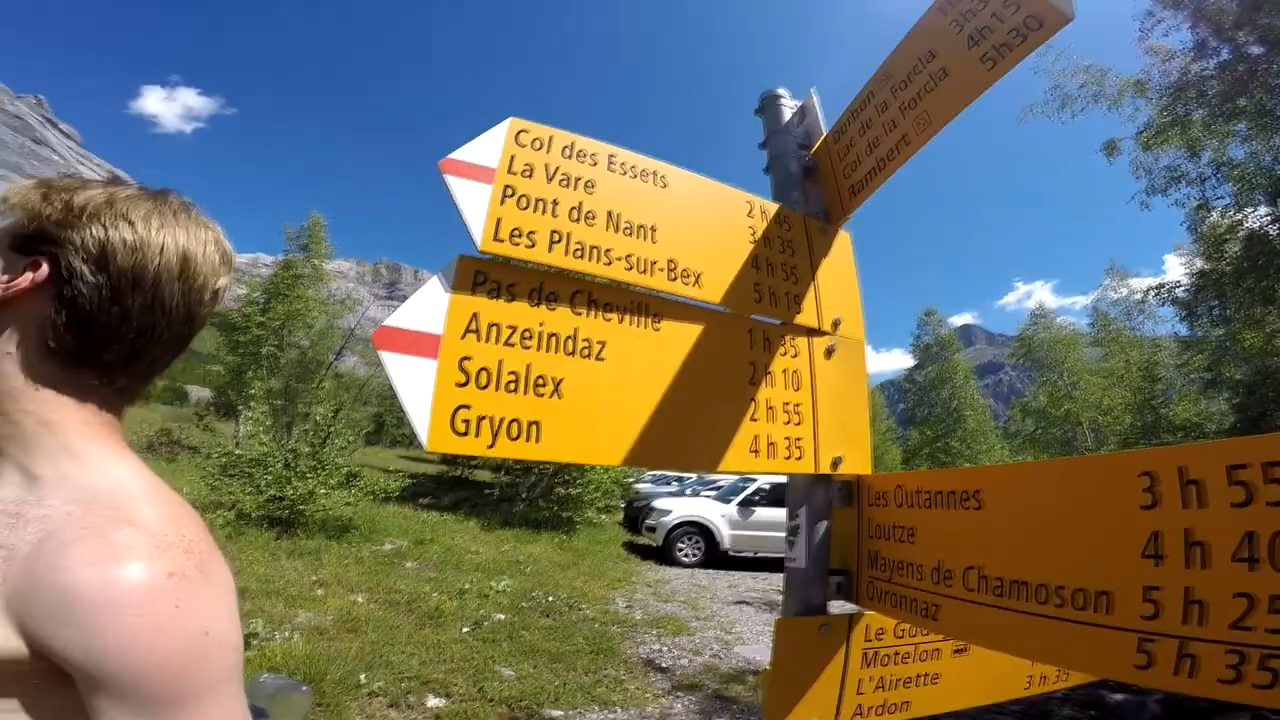 Col des Essets 2 h 45
La Vare 3 h 35
Pont de Nant 4 h 55
Les Plans-sur-Bex 5 h 15
Pas de Cheville 1 h 35
Anzeindaz 2 h 10
Solalex 2 h 55
Gryon 4 h 35
Dorbon
Lac de la Forcla
Col de la Forcla 4h15
Rambert 5h30
Les Outannes 3 h 55
Loutze 4 h 40
Mayens de Chamoson 5 h 25
Ovronnaz 5 h 35
Le
Motelon
L'Airette 3 h 35
Ardon